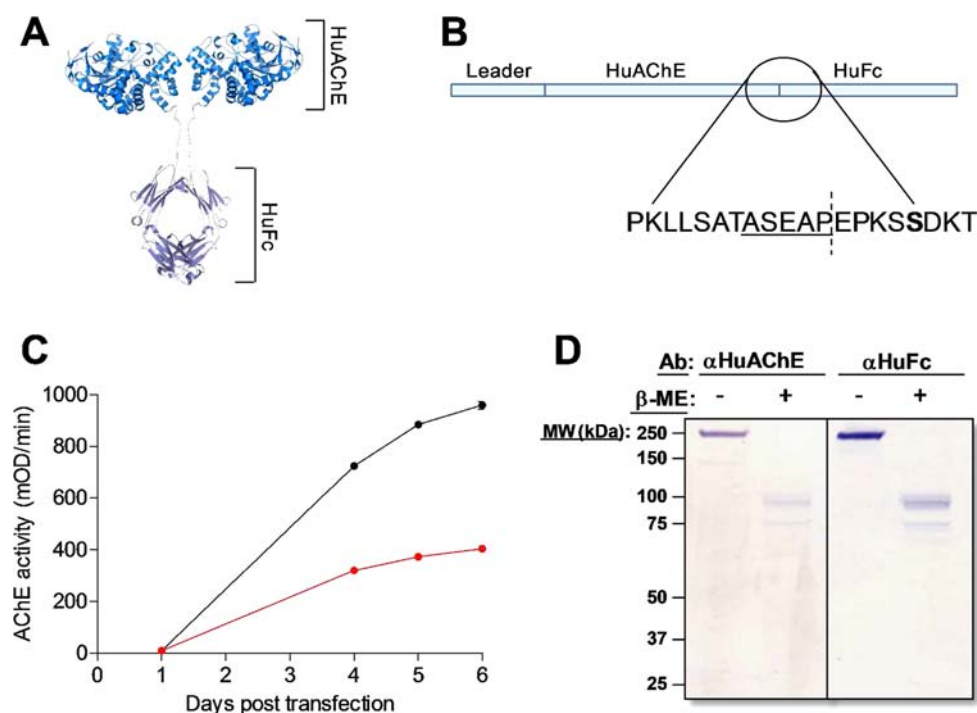 A
HuAChE
HuFc
B
Leader HuAChE HuFc
PKLLSATASEAPEPKSSSDKT
C
AChE activity (mOD/min)
1000
800
600
400
200
0
0 1 2 3 4 5 6
Days post transfection
D
Ab: αHuAChE αHuFc
β-ME: - + - +
MW (kDa): 250
150
100
75
50
37
25